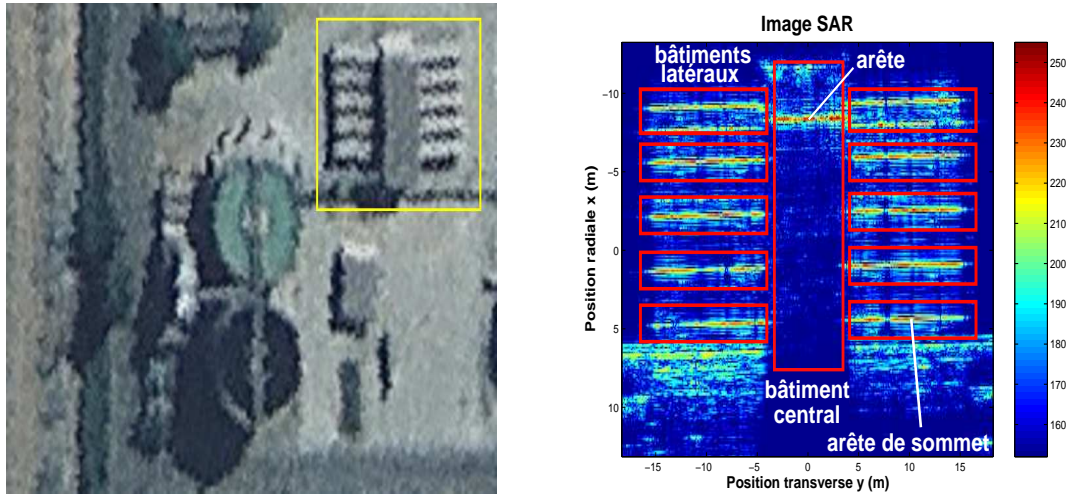 Image SAR
bâtiments
latéraux
arête
bâtiment
central
arête de sommet
Position radiale x (m)
−10
−5
0
5
10
−15
−10
−5
0
5
10
15
Position transverse y (m)
250
240
230
220
210
200
190
180
170
160